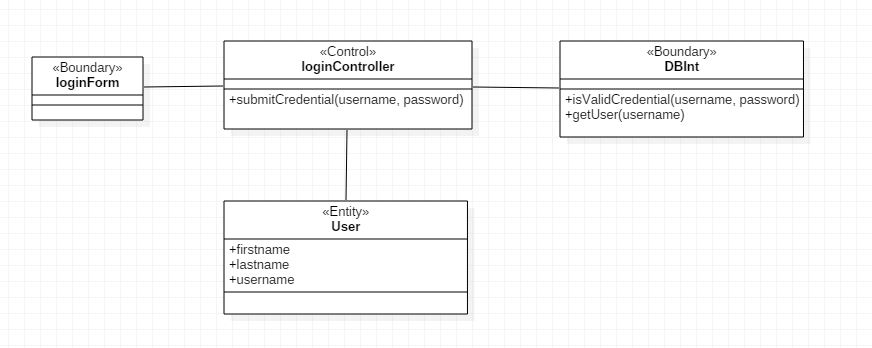 «Boundary»
loginForm
«Control»
loginController
+submitCredential(username, password)
«Boundary»
DBInt
+isValidCredential(username, password)
+getUser(username)
«Entity»
User
+firstname
+lastname
+username